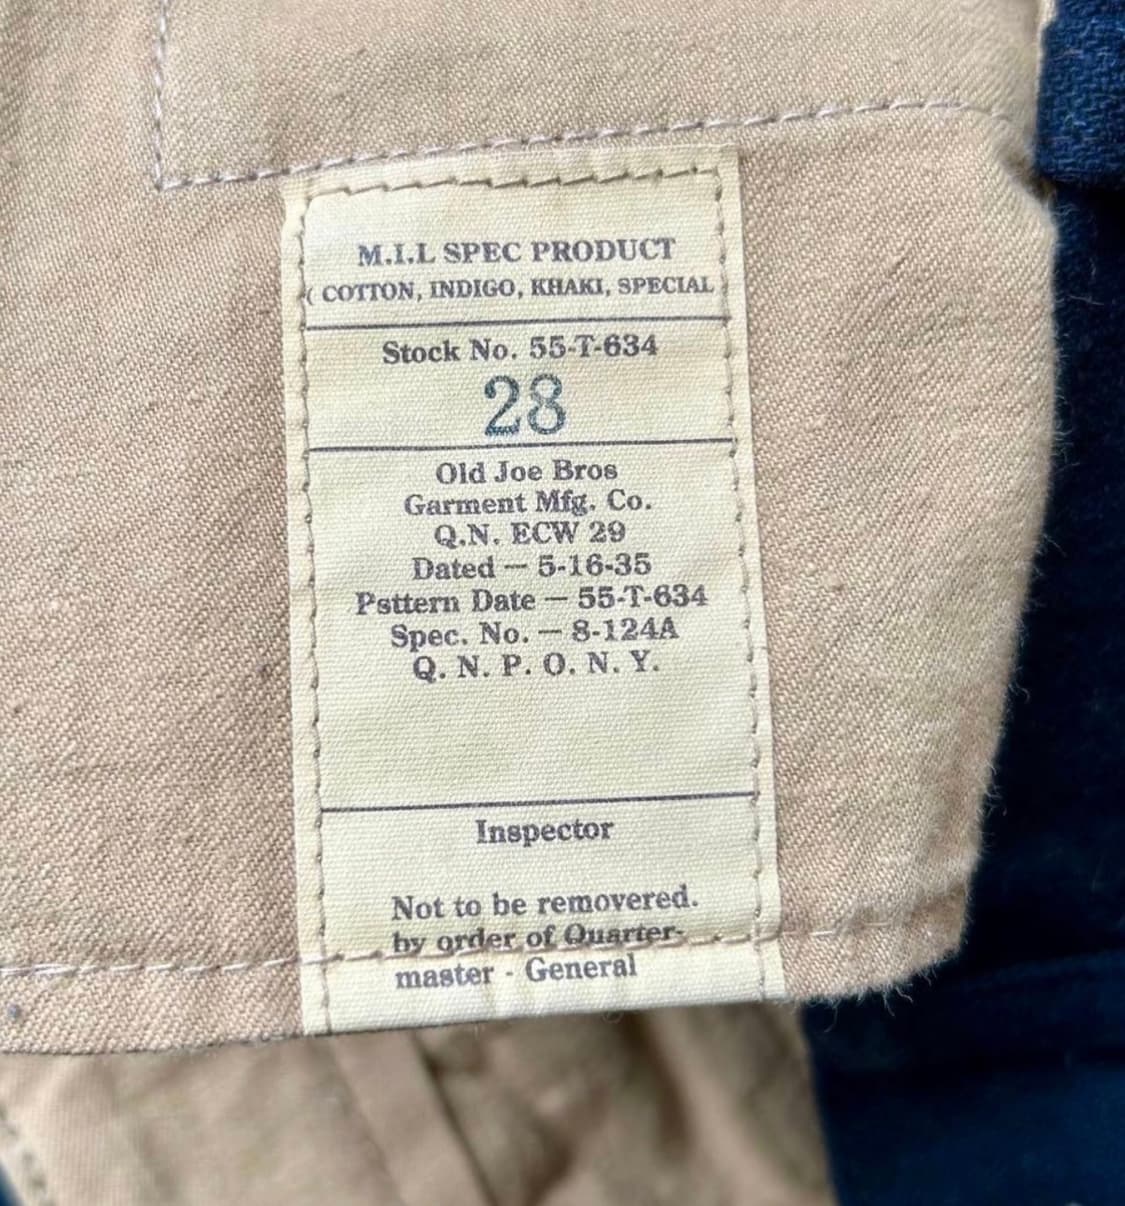 M.I.L SPEC PRODUCT
( COTTON, INDIGO, KHAKI, SPECIAL
Stock No. 55-T-634
28
Old Joe Bros
Garment Mfg. Co.
Q.N. ECW 29
Dated — 5-16-35
Psttern Date — 55-T-634
Spec. No. — 8-124A
Q. N. P. O. N. Y.
Inspector
Not to be removered.
by order of Quarter-
master - General